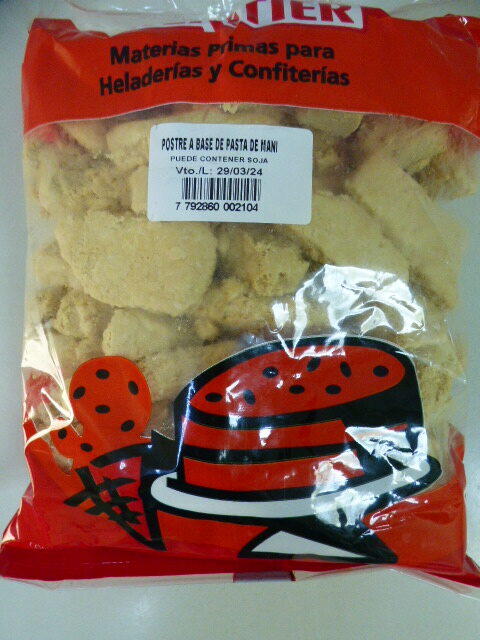 Materias Primas para
Heladerías y Confiterías
POSTRE A BASE DE PASTA DE MANI
PUEDE CONTENER SOJA
Vto./L: 29/03/24
7 792860 002104